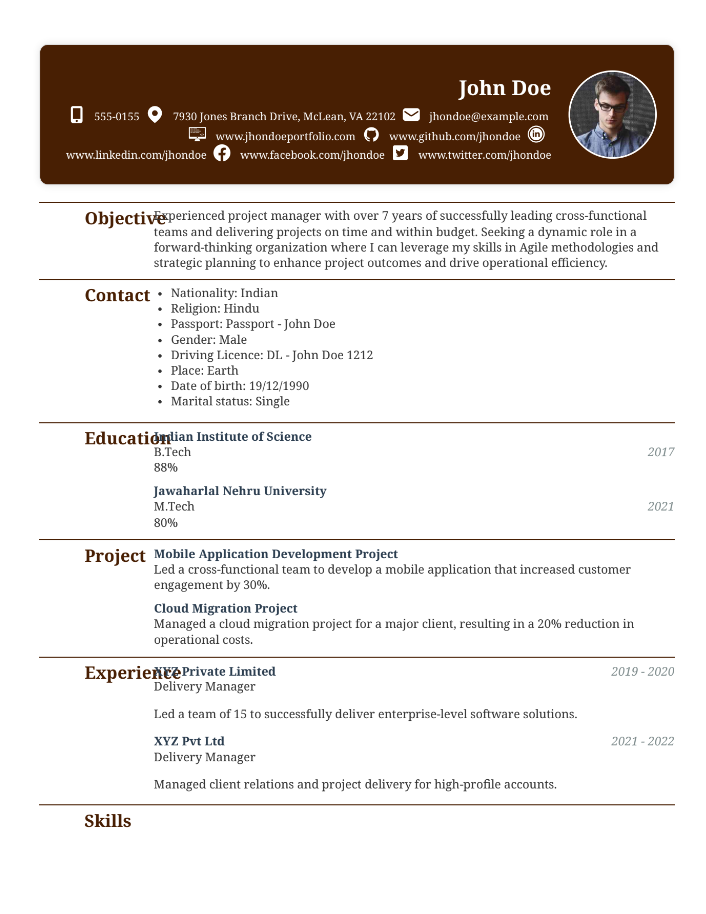 John Doe
555-0155 7930 Jones Branch Drive, McLean, VA 22102 jhondoe@example.com
www.jhondoeportfolio.com www.github.com/jhondoe
www.linkedin.com/jhondoe www.facebook.com/jhondoe www.twitter.com/jhondoe
Objective
Experienced project manager with over 7 years of successfully leading cross-functional
teams and delivering projects on time and within budget. Seeking a dynamic role in a
forward-thinking organization where I can leverage my skills in Agile methodologies and
strategic planning to enhance project outcomes and drive operational efficiency.
Contact
• Nationality: Indian
• Religion: Hindu
• Passport: Passport - John Doe
• Gender: Male
• Driving Licence: DL - John Doe 1212
• Place: Earth
• Date of birth: 19/12/1990
• Marital status: Single
Education
Indian Institute of Science
B.Tech 2017
88%
Jawaharlal Nehru University
M.Tech 2021
80%
Project
Mobile Application Development Project
Led a cross-functional team to develop a mobile application that increased customer
engagement by 30%.
Cloud Migration Project
Managed a cloud migration project for a major client, resulting in a 20% reduction in
operational costs.
Experience
XYZ Private Limited 2019 - 2020
Delivery Manager
Led a team of 15 to successfully deliver enterprise-level software solutions.
XYZ Pvt Ltd 2021 - 2022
Delivery Manager
Managed client relations and project delivery for high-profile accounts.
Skills